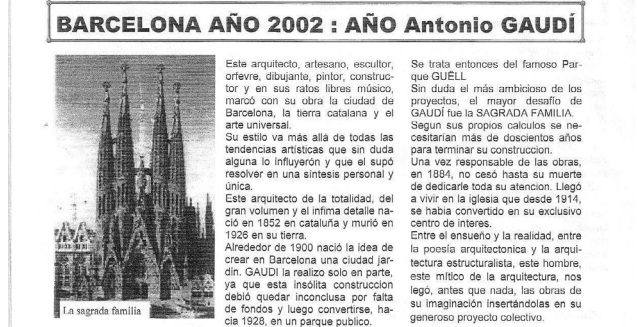 BARCELONA AÑO 2002 : AÑO Antonio GAUDÍ
Este arquitecto, artesano, escultor,
orfevre, dibujante, pintor, construc-
tor y en sus ratos libres músico,
marcó con su obra la ciudad de
Barcelona, la tierra catalana y el
arte universal.
Su estilo va más allá de todas las
tendencias artísticas que sin duda
alguna lo influyerón y que el supó
resolver en una síntesis personal y
única.
Este arquitecto de la totalidad, del
gran volumen y el infima detalle na-
ció en 1852 en cataluña y murió en
1926 en su tierra.
Alrededor de 1900 nació la idea de
crear en Barcelona una ciudad jar-
din. GAUDI la realizo solo en parte,
ya que esta insólita construccion
debió quedar inconclusa por falta
de fondos y luego convertirse, ha-
cia 1928, en un parque publico.
La sagrada familia
Se trata entonces del famoso Par-
que GUËLL
Sin duda el más ambicioso de los
proyectos, el mayor desafio de
GAUDÍ fue la SAGRADA FAMILIA.
Segun sus propios calculos se ne-
cesitarían más de doscientos años
para terminar su construccion.
Una vez responsable de las obras,
en 1884, no cesó hasta su muerte
de dedicarle toda su atencion. Llegó
a vivir en la iglesia que desde 1914,
se habia convertido en su exclusivo
centro de interes.
Entre el ensueño y la realidad, entre
la poesía arquitectonica y la arqui-
tectura estructuralista, este hombre,
este mítico de la arquitectura, nos
legó, antes que nada, las obras de
su imaginación insertándolas en su
generoso proyecto colectivo.